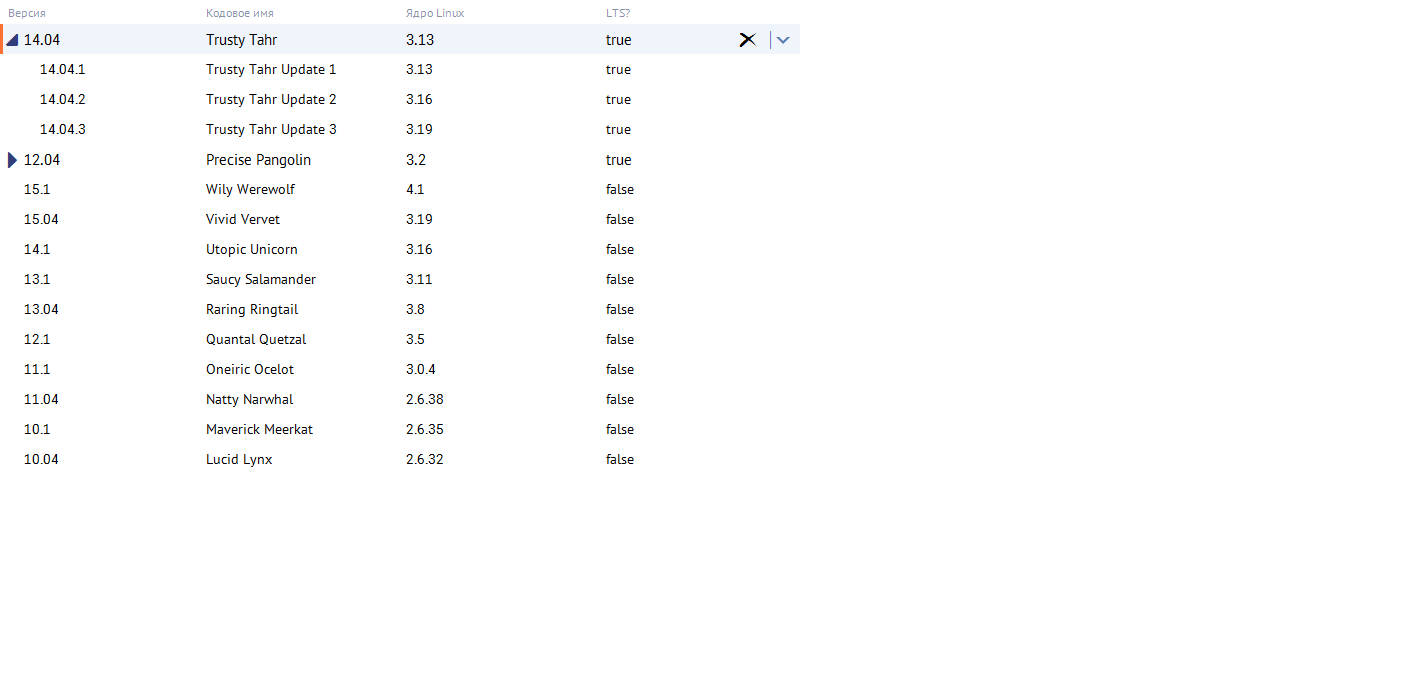 Версия Кодовое имя Ядро Linux LTS?
14.04 Trusty Tahr 3.13 true
14.04.1 Trusty Tahr Update 1 3.13 true
14.04.2 Trusty Tahr Update 2 3.16 true
14.04.3 Trusty Tahr Update 3 3.19 true
12.04 Precise Pangolin 3.2 true
15.1 Wily Werewolf 4.1 false
15.04 Vivid Vervet 3.19 false
14.1 Utopic Unicorn 3.16 false
13.1 Saucy Salamander 3.11 false
13.04 Raring Ringtail 3.8 false
12.1 Quantal Quetzal 3.5 false
11.1 Oneiric Ocelot 3.0.4 false
11.04 Natty Narwhal 2.6.38 false
10.1 Maverick Meerkat 2.6.35 false
10.04 Lucid Lynx 2.6.32 false